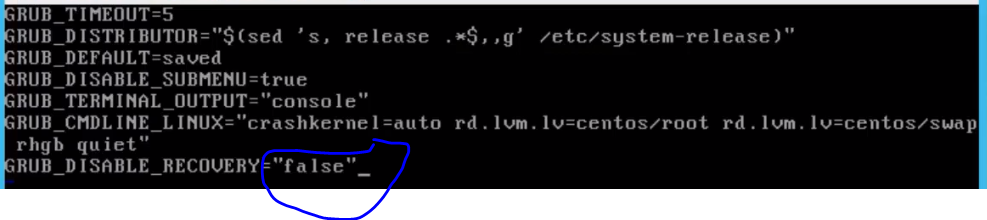 GRUB_TIMEOUT=5
GRUB_DISTRIBUTOR="$(sed 's, release .*$,,g' /etc/system-release)"
GRUB_DEFAULT=saved
GRUB_DISABLE_SUBMENU=true
GRUB_TERMINAL_OUTPUT="console"
GRUB_CMDLINE_LINUX="crashkernel=auto rd.lvm.lv=centos/root rd.lvm.lv=centos/swap
rhgb quiet"
GRUB_DISABLE_RECOVERY="false"_